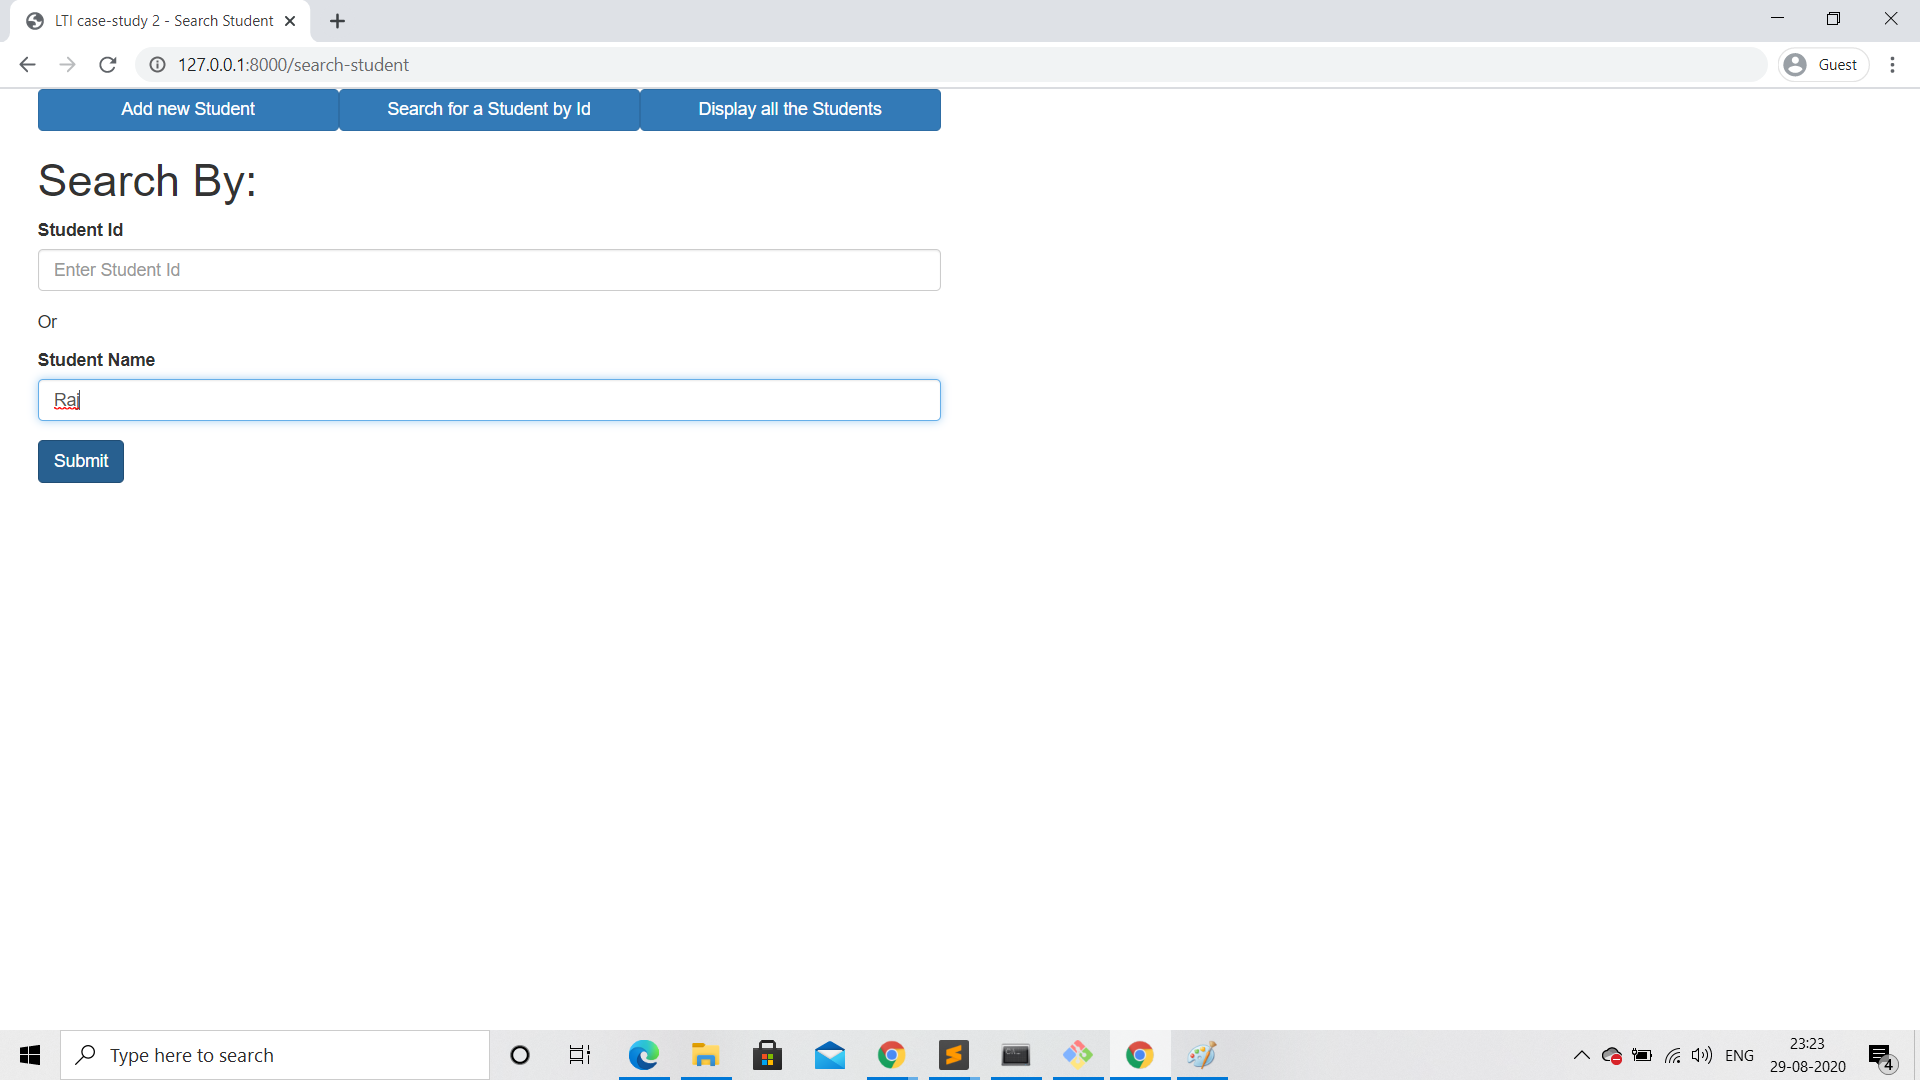 LTI case-study 2 - Search Student
127.0.0.1:8000/search-student
Guest
Add new Student
Search for a Student by Id
Display all the Students
Search By:
Student Id
Enter Student Id
Or
Student Name
Raj
Submit
Type here to search
ENG
23:23
29-08-2020
4